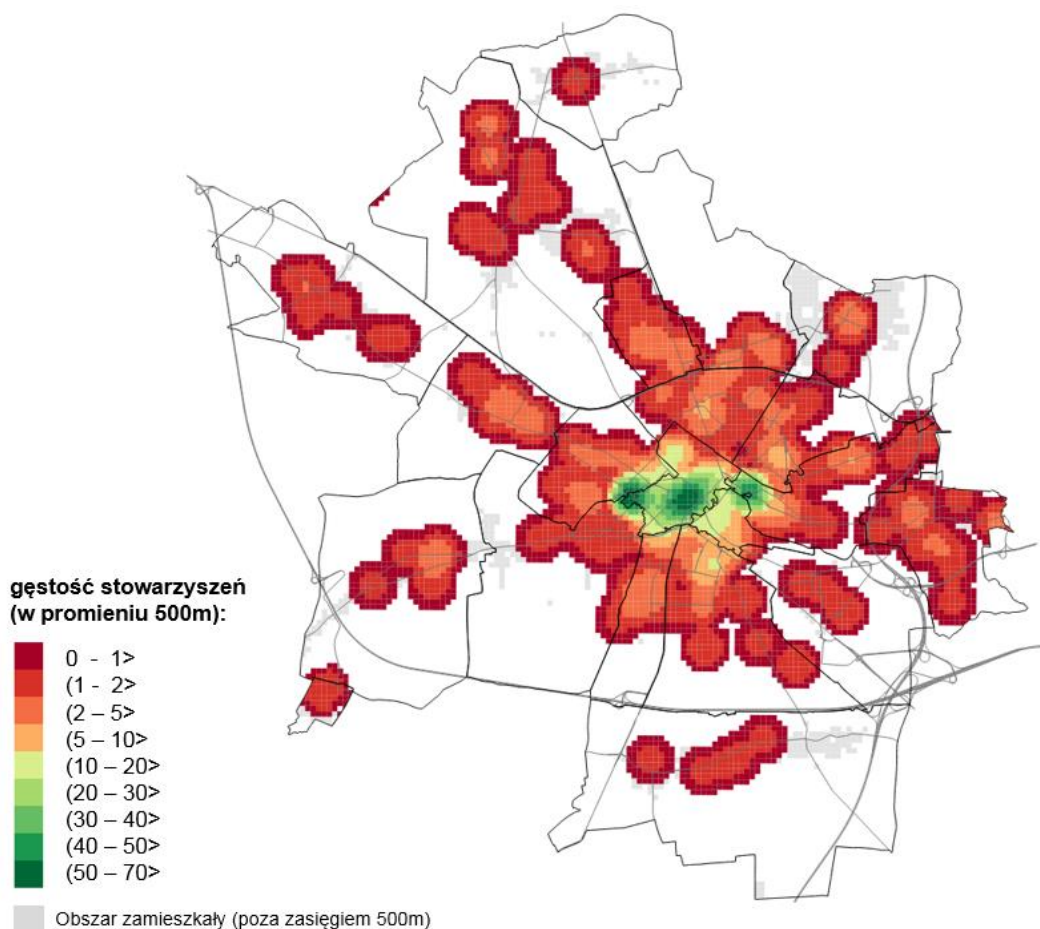 gęstość stowarzyszeń
(w promieniu 500m):
0 - 1>
(1 - 2>
(2 – 5>
(5 – 10>
(10 – 20>
(20 – 30>
(30 – 40>
(40 – 50>
(50 – 70>
Obszar zamieszkały (poza zasięgiem 500m)